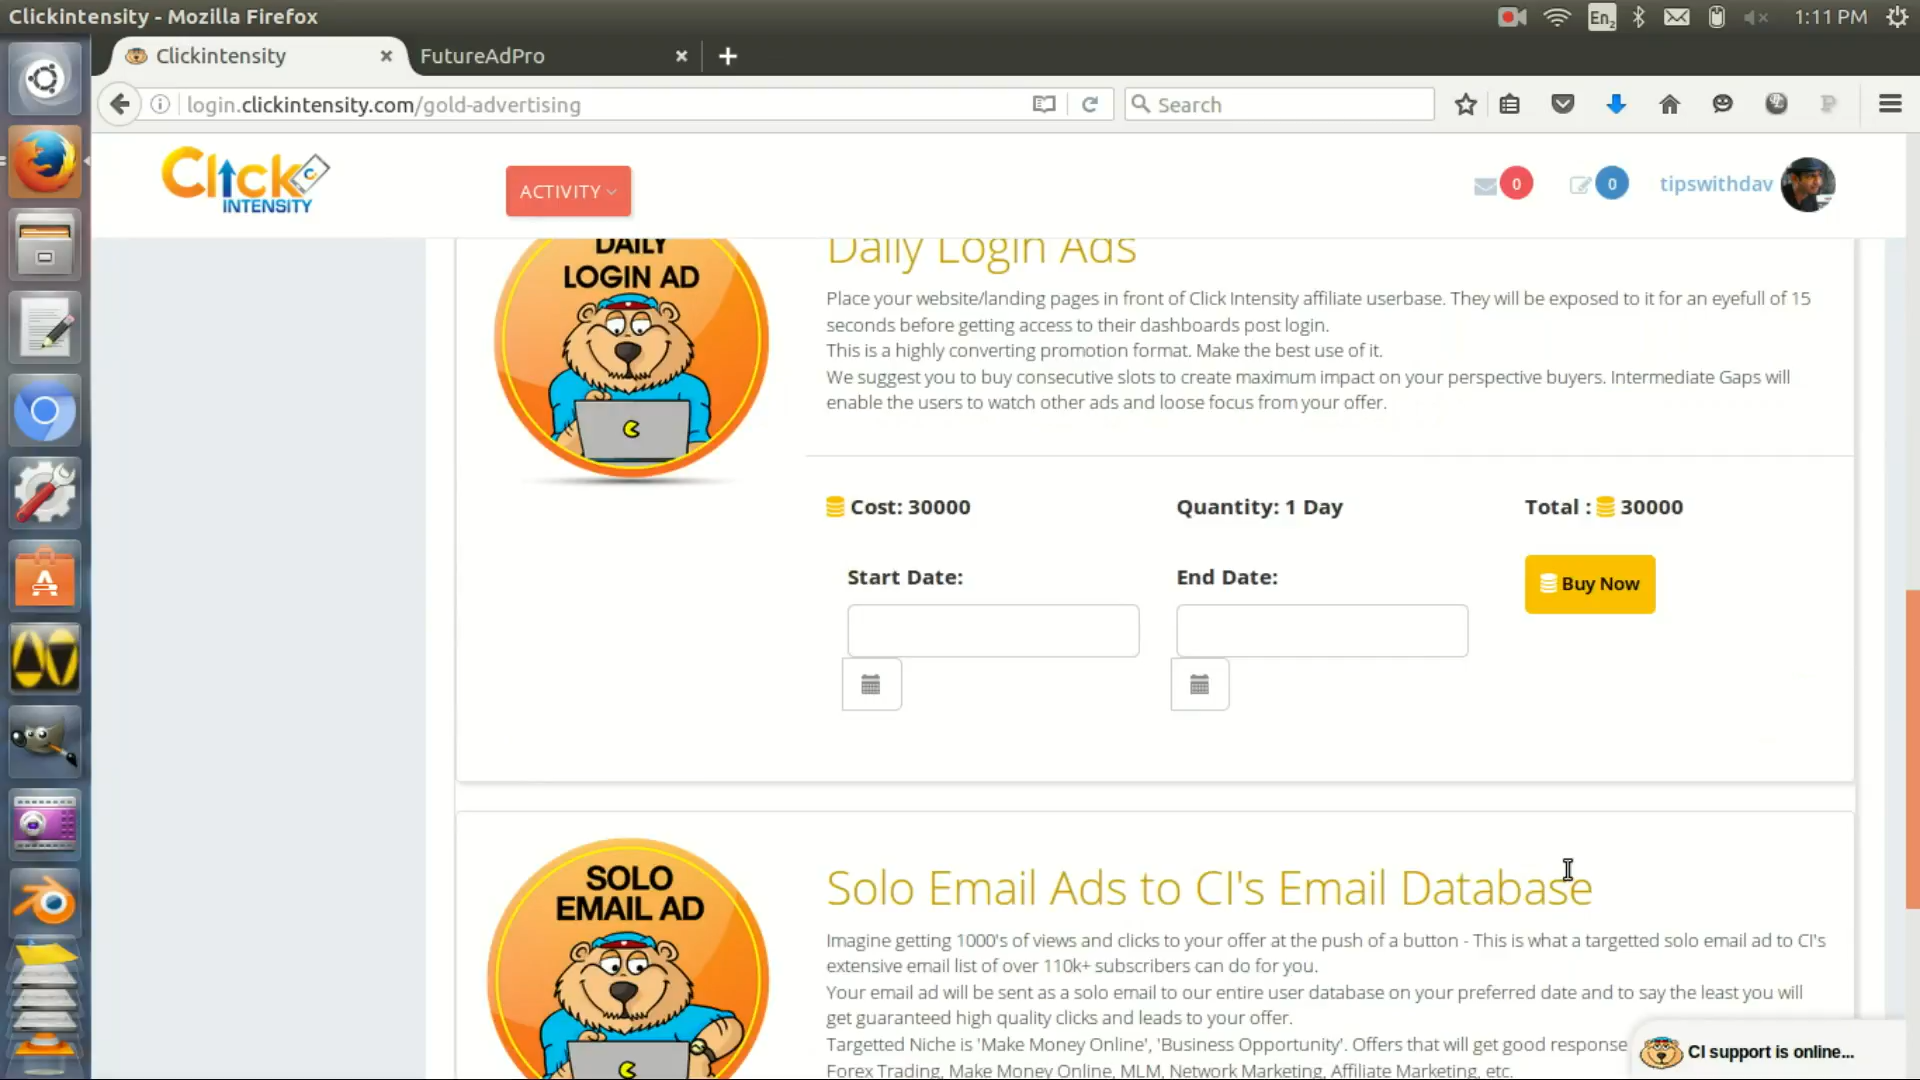 Clickintensity - Mozilla Firefox
En2
1:11 PM
Clickintensity
FutureAdPro
login.clickintensity.com/gold-advertising
Search
Click
INTENSITY
ACTIVITY
0
0
tipswithdav
DAILY
LOGIN AD
Daily Login Ads
Place your website/landing pages in front of Click Intensity affiliate userbase. They will be exposed to it for an eyefull of 15
seconds before getting access to their dashboards post login.
This is a highly converting promotion format. Make the best use of it.
We suggest you to buy consecutive slots to create maximum impact on your perspective buyers. Intermediate Gaps will
enable the users to watch other ads and loose focus from your offer.
Cost: 30000
Quantity: 1 Day
Total : 30000
Start Date:
End Date:
Buy Now
SOLO
EMAIL AD
Solo Email Ads to CI's Email Database
Imagine getting 1000's of views and clicks to your offer at the push of a button - This is what a targetted solo email ad to CI's
extensive email list of over 110k+ subscribers can do for you.
Your email ad will be sent as a solo email to our entire user database on your preferred date and to say the least you will
get guaranteed high quality clicks and leads to your offer.
Targetted Niche is 'Make Money Online', 'Business Opportunity'. Offers that will get good response
Forex Trading, Make Money Online, MLM, Network Marketing, Affiliate Marketing, etc.
CI support is online...